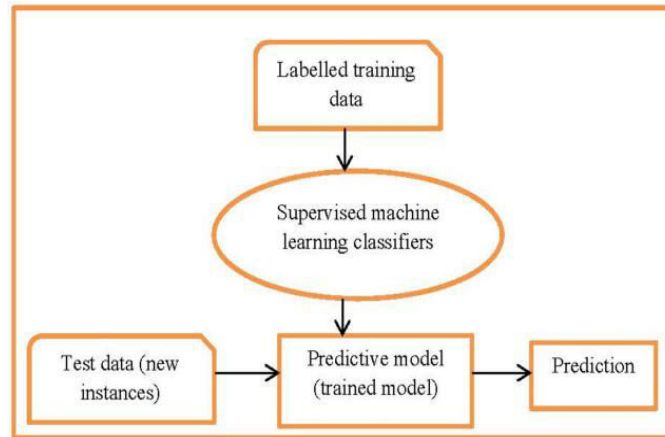 Labelled training
data
Supervised machine
learning classifiers
Test data (new
instances)
Predictive model
(trained model)
Prediction